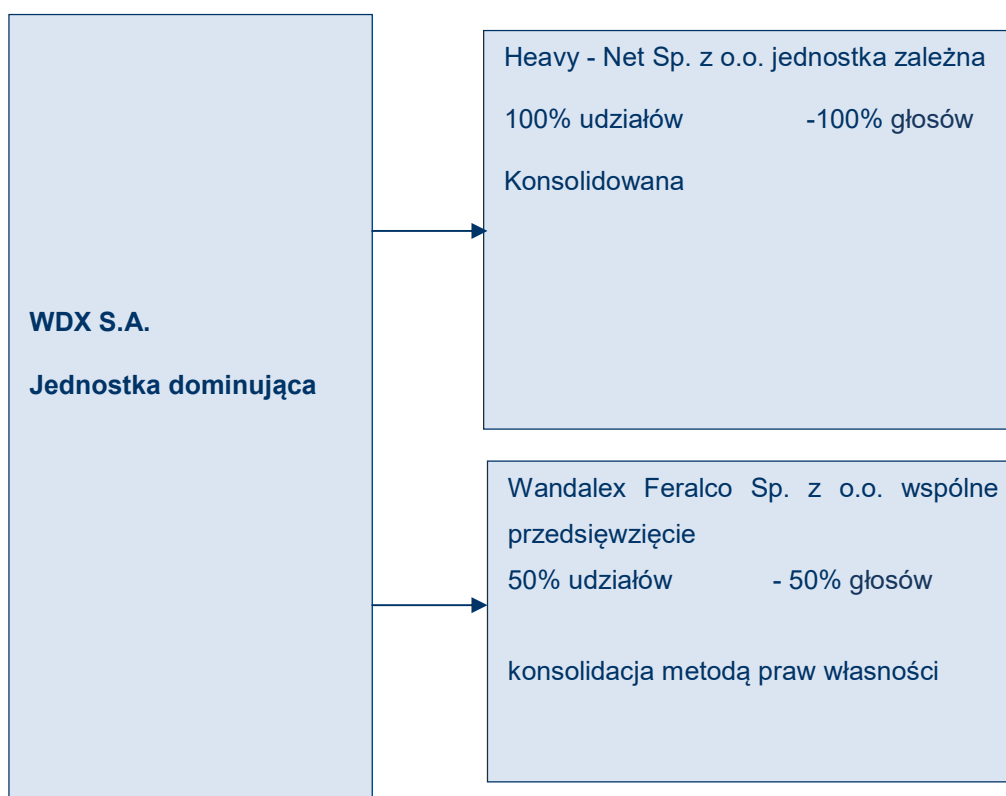 WDX S.A.
Jednostka dominująca
Heavy - Net Sp. z o.o. jednostka zależna
100% udziałów -100% głosów
Konsolidowana
Wandalex Feralco Sp. z o.o. wspólne
przedsięwzięcie
50% udziałów - 50% głosów
konsolidacja metodą praw własności